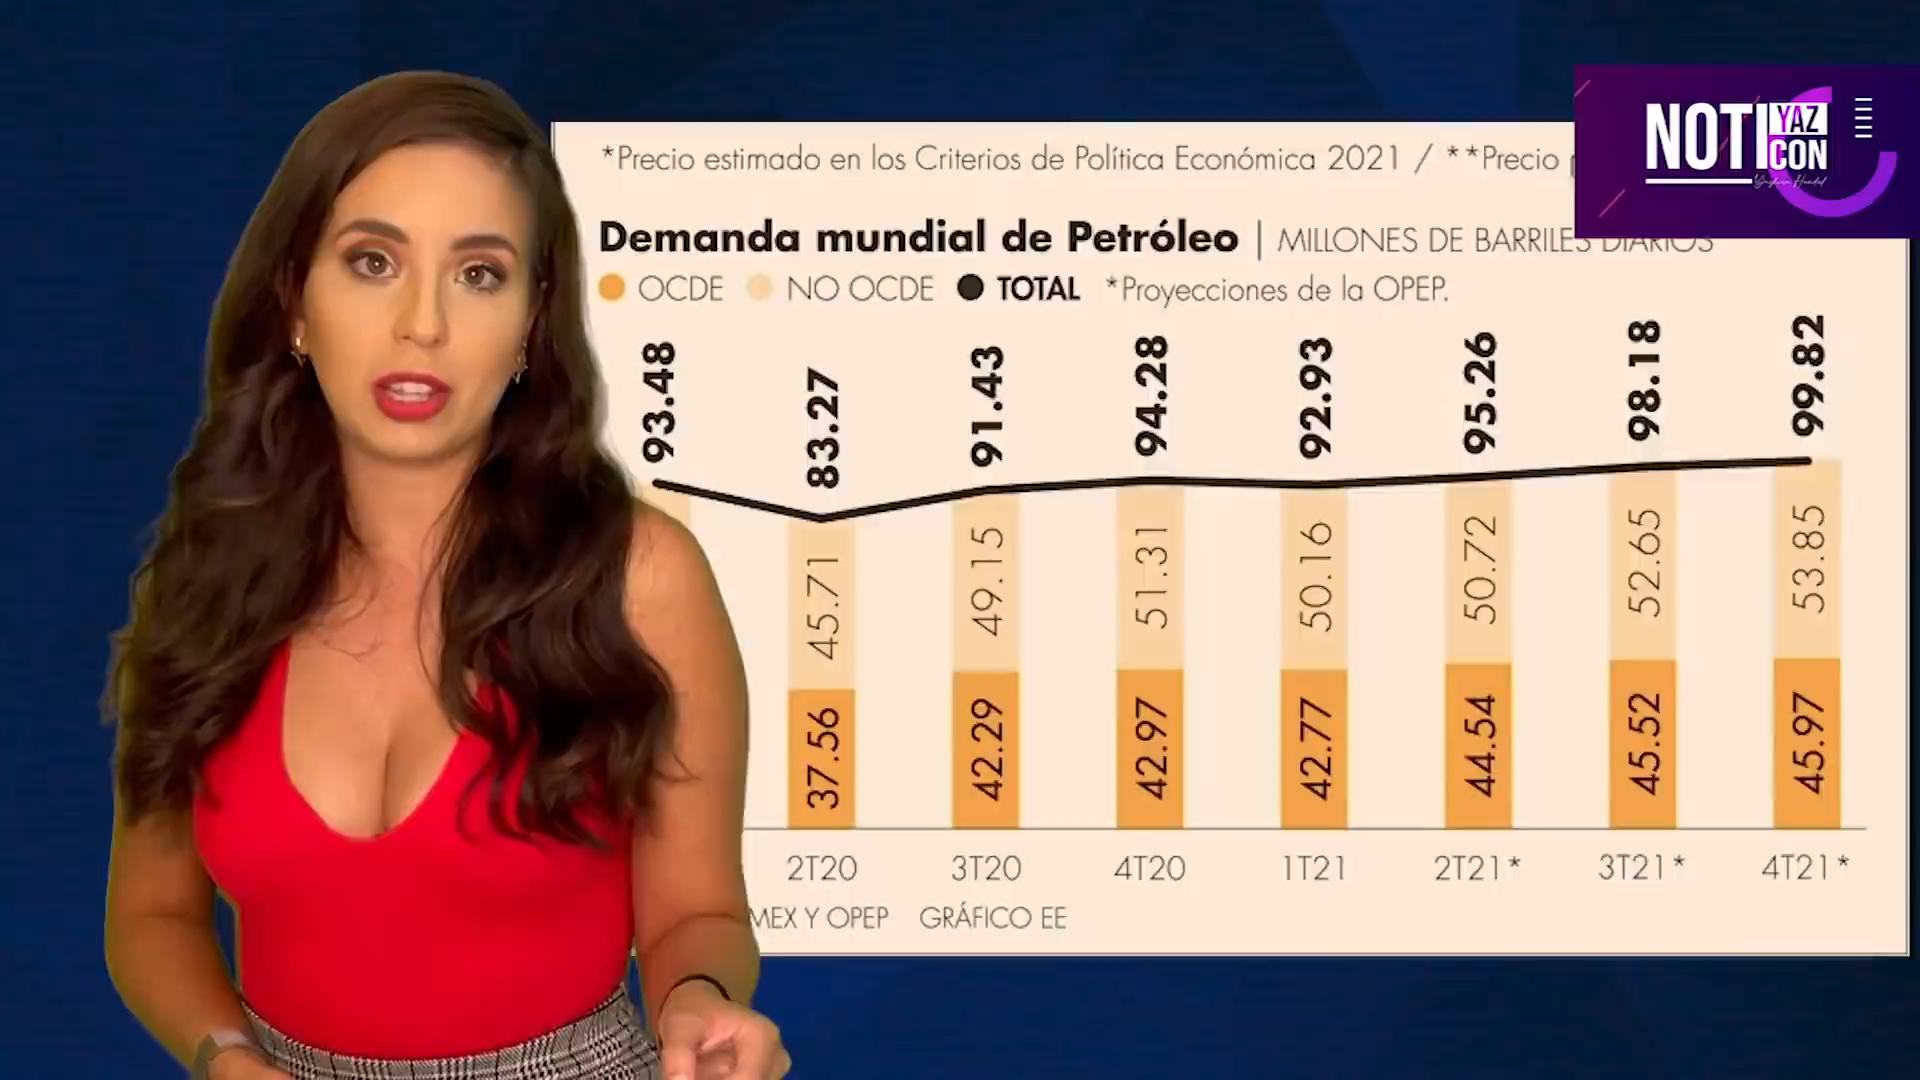 *Precio estimado en los Criterios de Política Económica 2021 / **Precio
NOTI YAZ CON
Demanda mundial de Petróleo | MILLONES DE BARRILES DIARIOS
OCDE NO OCDE TOTAL *Proyecciones de la OPEP.
93.48 83.27 91.43 94.28 92.93 95.26 98.18 99.82
45.71 49.15 51.31 50.16 50.72 52.65 53.85
37.56 42.29 42.97 42.77 44.54 45.52 45.97
2T20 3T20 4T20 1T21 2T21* 3T21* 4T21*
MEX Y OPEP GRÁFICO EE